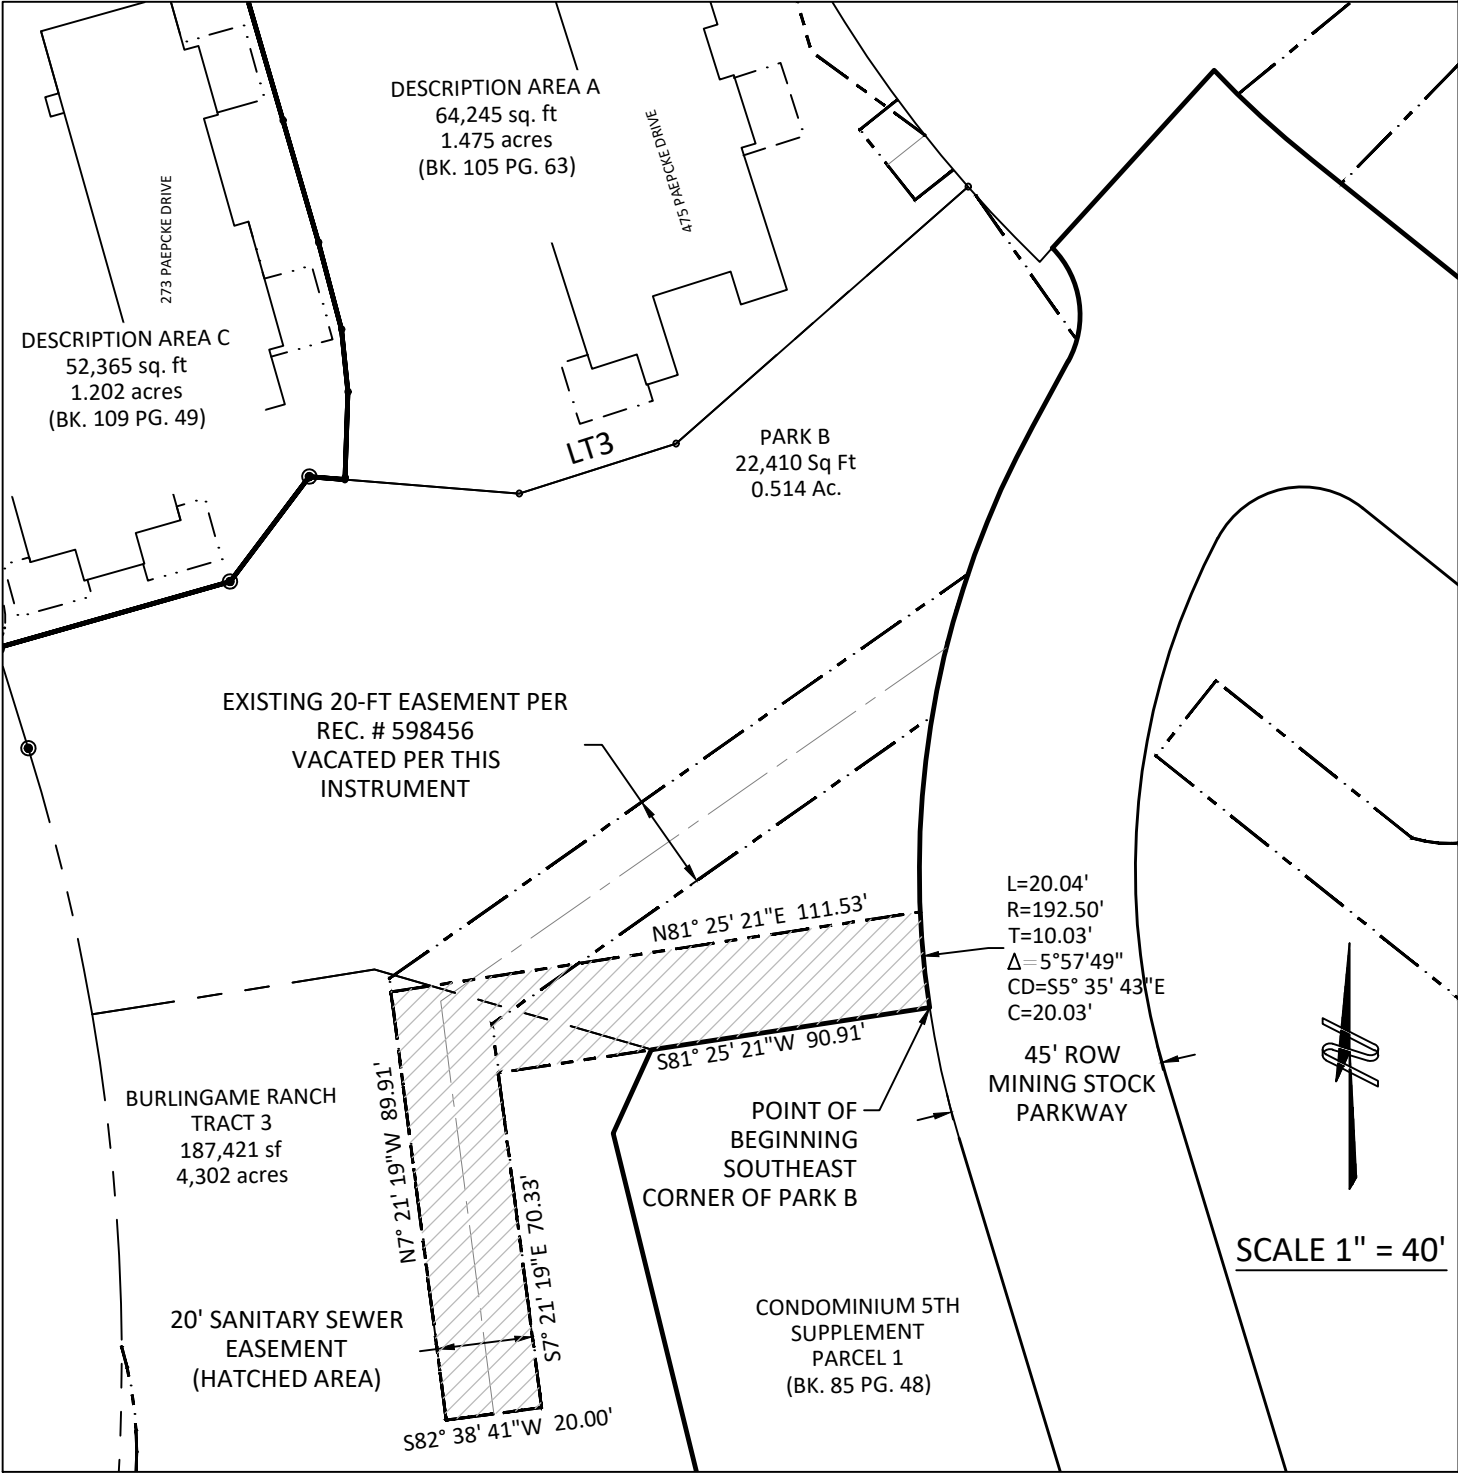 DESCRIPTION AREA A
64,245 sq. ft
1.475 acres
(BK. 105 PG. 63)
475 PAEPCKE DRIVE
273 PAEPCKE DRIVE
DESCRIPTION AREA C
52,365 sq. ft
1.202 acres
(BK. 109 PG. 49)
LT3
PARK B
22,410 Sq Ft
0.514 Ac.
EXISTING 20-FT EASEMENT PER
REC. # 598456
VACATED PER THIS
INSTRUMENT
N81° 25' 21"E 111.53'
L=20.04'
R=192.50'
T=10.03'
Δ=5°57'49"
CD=S5° 35' 43"E
C=20.03'
S81° 25' 21"W 90.91'
45' ROW
MINING STOCK
PARKWAY
BURLINGAME RANCH
TRACT 3
187,421 sf
4,302 acres
N7° 21' 19"W 89.91'
POINT OF
BEGINNING
SOUTHEAST
CORNER OF PARK B
S7° 21' 19"E 70.33'
SCALE 1" = 40'
20' SANITARY SEWER
EASEMENT
(HATCHED AREA)
CONDOMINIUM 5TH
SUPPLEMENT
PARCEL 1
(BK. 85 PG. 48)
S82° 38' 41"W 20.00'